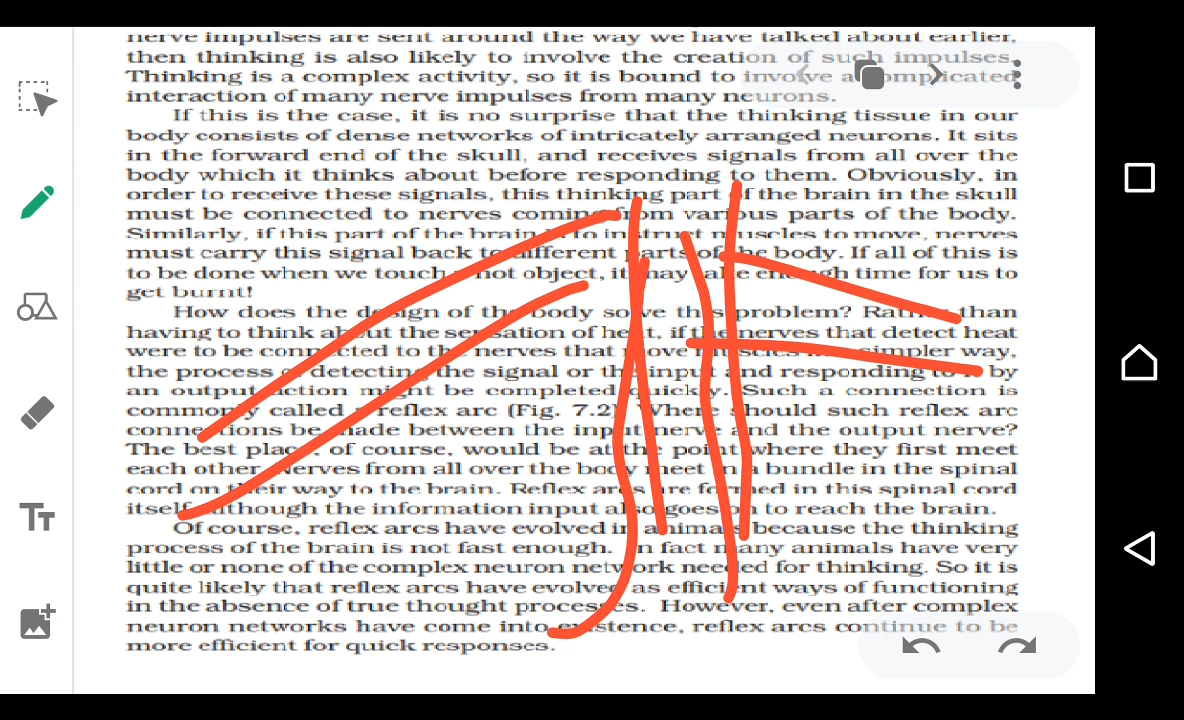 nerve impulses are sent around the way we have talked about earlier,
then thinking is also likely to involve the creation of such impulses.
Thinking is a complex activity, so it is bound to involve a complicated
interaction of many nerve impulses from many neurons.
If this is the case, it is no surprise that the thinking tissue in our
body consists of dense networks of intricately arranged neurons. It sits
in the forward end of the skull, and receives signals from all over the
body which it thinks about before responding to them. Obviously, in
order to receive these signals, this thinking part of the brain in the skull
must be connected to nerves coming from various parts of the body.
Similarly, if this part of the brain is to instruct muscles to move, nerves
must carry this signal back to different parts of the body. If all of this is
to be done when we touch a hot object, it may take enough time for us to
get burnt!
How does the design of the body solve this problem? Rather than
having to think about the sensation of heat, if the nerves that detect heat
were to be connected to the nerves that move muscles in a simpler way,
the process of detecting the signal or the input and responding to it by
an output action might be completed quickly. Such a connection is
commonly called a reflex arc (Fig. 7.2). Where should such reflex arc
connections be made between the input nerve and the output nerve?
The best place, of course, would be at the point where they first meet
each other. Nerves from all over the body meet in a bundle in the spinal
cord on their way to the brain. Reflex arcs are formed in this spinal cord
itself, although the information input also goes on to reach the brain.
Of course, reflex arcs have evolved in animals because the thinking
process of the brain is not fast enough. In fact many animals have very
little or none of the complex neuron network needed for thinking. So it is
quite likely that reflex arcs have evolved as efficient ways of functioning
in the absence of true thought processes. However, even after complex
neuron networks have come into existence, reflex arcs continue to be
more efficient for quick responses.